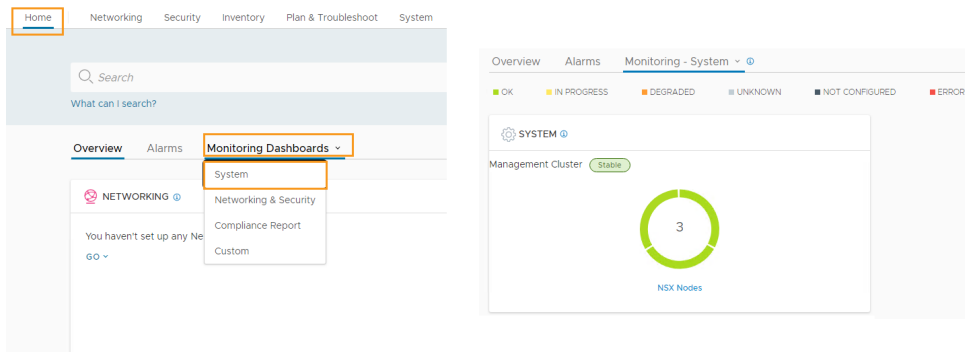 Home Networking Security Inventory Plan & Troubleshoot System
Search
What can I search?
Overview Alarms Monitoring Dashboards
System
Networking & Security
Compliance Report
Custom
NETWORKING
You haven't set up any Ne
GO
Overview Alarms Monitoring - System
OK IN PROGRESS DEGRADED UNKNOWN NOT CONFIGURED ERROR
SYSTEM
Management Cluster Stable
3
NSX Nodes